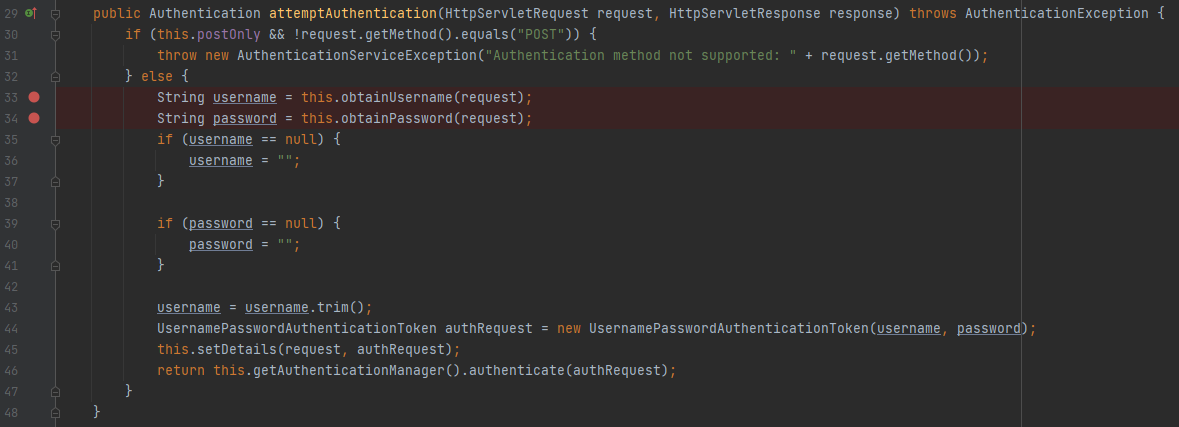 29 public Authentication attemptAuthentication(HttpServletRequest request, HttpServletResponse response) throws AuthenticationException {
30 if (this.postOnly && !request.getMethod().equals("POST")) {
31 throw new AuthenticationServiceException("Authentication method not supported: " + request.getMethod());
32 } else {
33 String username = this.obtainUsername(request);
34 String password = this.obtainPassword(request);
35 if (username == null) {
36 username = "";
37 }
38
39 if (password == null) {
40 password = "";
41 }
42
43 username = username.trim();
44 UsernamePasswordAuthenticationToken authRequest = new UsernamePasswordAuthenticationToken(username, password);
45 this.setDetails(request, authRequest);
46 return this.getAuthenticationManager().authenticate(authRequest);
47 }
48 }